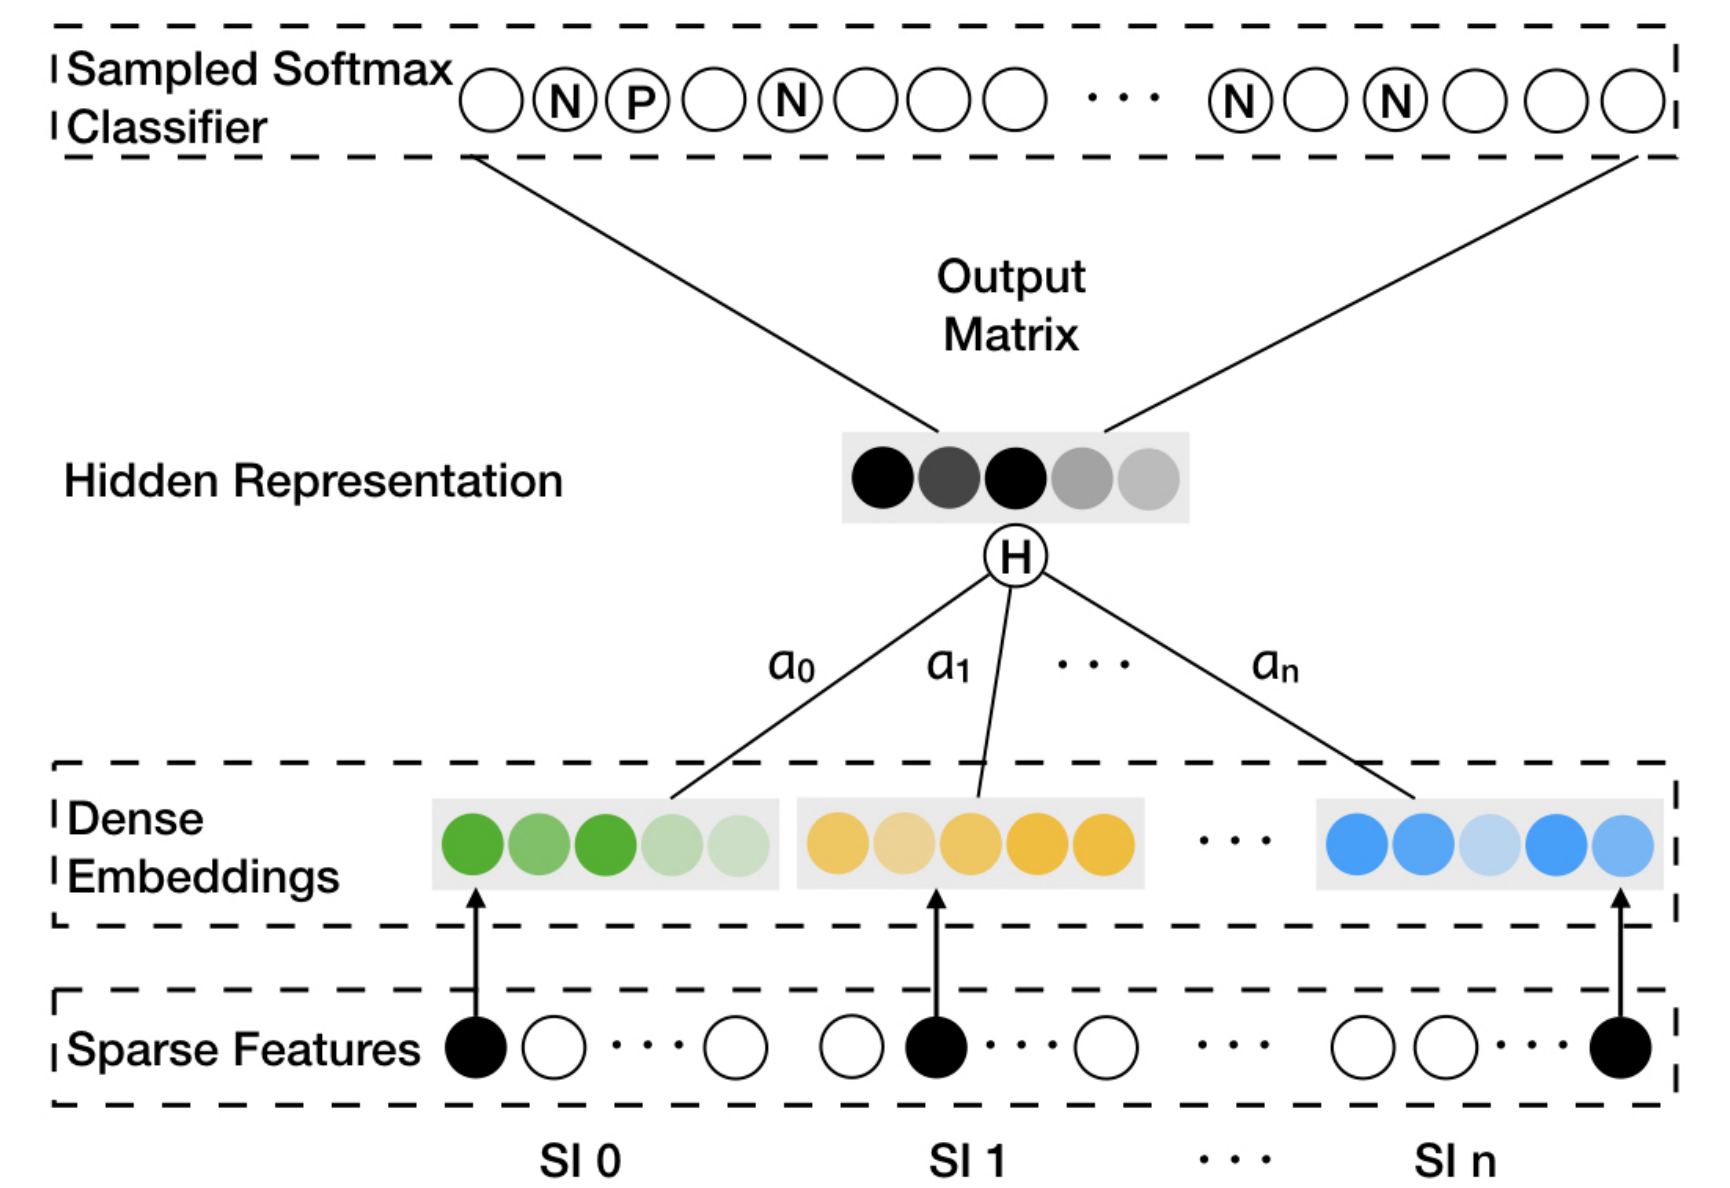 Sampled Softmax
Classifier
N P N ... N N
Output
Matrix
Hidden Representation
H
a0 a1 ... an
Dense
Embeddings
...
Sparse Features ... ... ... ...
SI 0 SI 1 ... SI n